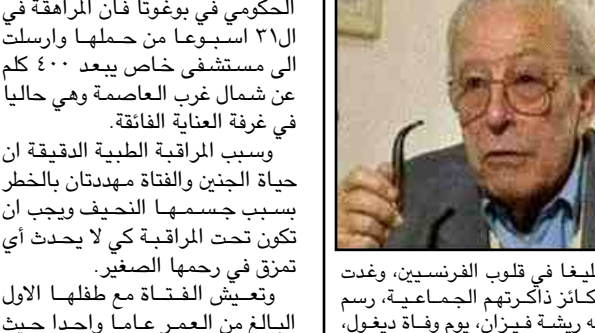 الحكومي في بوغوتا فان المراهقة في
ال٣١ اسبوعا من حملها وارسلت
الى مستشفى خاص يبعد ٤٠٠ كلم
عن شمال غرب العاصمة وهي حاليا
في غرفة العناية الفائقة.
وسبب المراقبة الطبية الدقيقة ان
حياة الجنين والفتاة مهددتان بالخطر
بسبب جسمها النحيف ويجب ان
تكون تحت المراقبة كي لا يحدث أي
تمزق في رحمها الصغير.
وتعيش الفتاة مع طفلها الاول
البالغ من العمر عاما واحدا حيث
ليغا في قلوب الفرنسيين، وغدت
كائز ذاكرتهم الجماعية، رسم
ه ريشة فيزان، يوم وفاة ديغول،